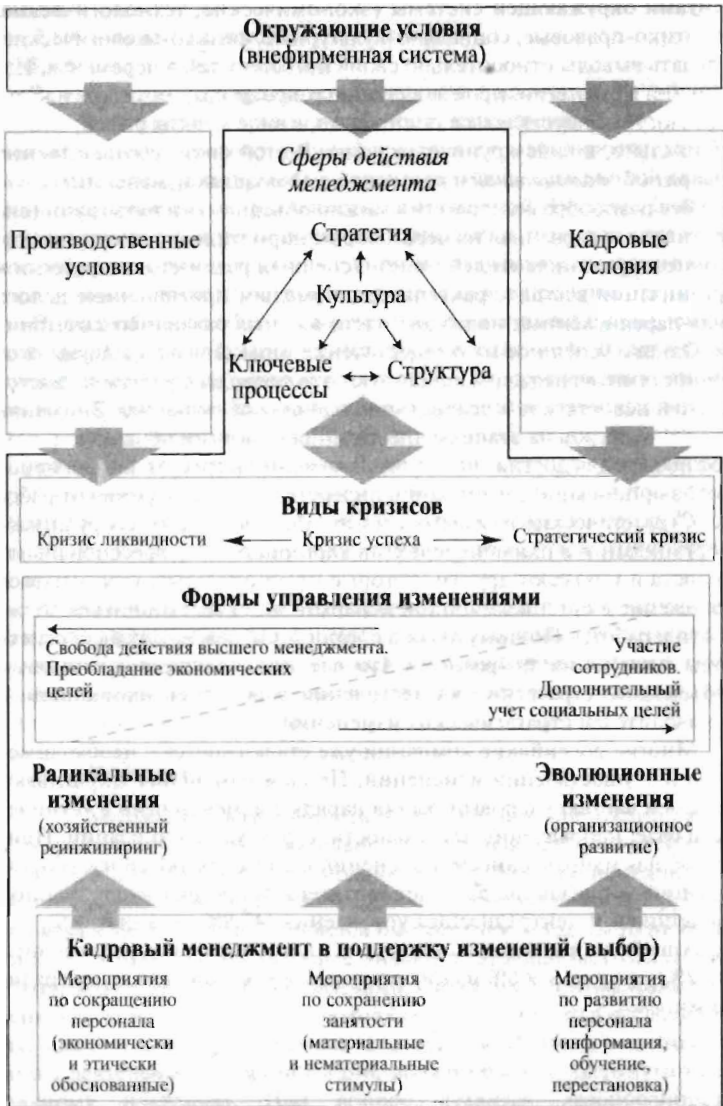 Окружающие условия
(внефирменная система)
Сферы действия
менеджмента
Производственные
условия
Стратегия
Кадровые
условия
Культура
Ключевые
процессы
Структура
Виды кризисов
Кризис ликвидности
Кризис успеха
Стратегический кризис
Формы управления изменениями
Свобода действия высшего менеджмента.
Преобладание экономических
целей
Участие
сотрудников.
Дополнительный
учет социальных целей
Радикальные
изменения
(хозяйственный
реинжиниринг)
Эволюционные
изменения
(организационное
развитие)
Кадровый менеджмент в поддержку изменений (выбор)
Мероприятия
по сокращению
персонала
(экономически
и этически
обоснованные)
Мероприятия
по сохранению
занятости
(материальные
и нематериальные
стимулы)
Мероприятия
по развитию
персонала
(информация,
обучение,
перестановка)